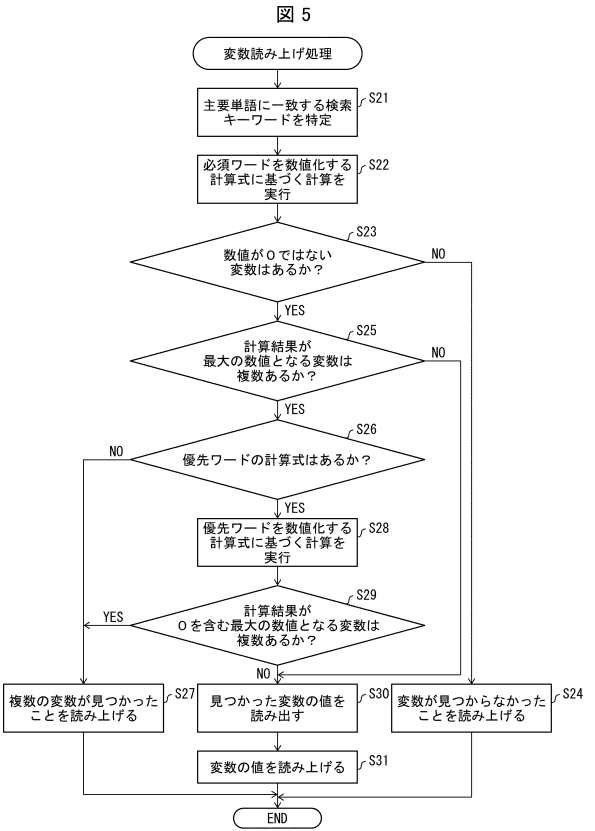 図 5
変数読み上げ処理
S21
主要単語に一致する検索
キーワードを特定
S22
必須ワードを数値化する
計算式に基づく計算を
実行
S23
数値が０ではない
変数はあるか？
NO
YES
S25
計算結果が
最大の数値となる変数は
複数あるか？
NO
YES
S26
優先ワードの計算式はあるか？
NO
YES
S28
優先ワードを数値化する
計算式に基づく計算を
実行
S29
計算結果が
０を含む最大の数値となる変数は
複数あるか？
YES
NO
S27
複数の変数が見つかった
ことを読み上げる
S30
見つかった変数の値を
読み出す
S24
変数が見つからなかった
ことを読み上げる
S31
変数の値を読み上げる
END